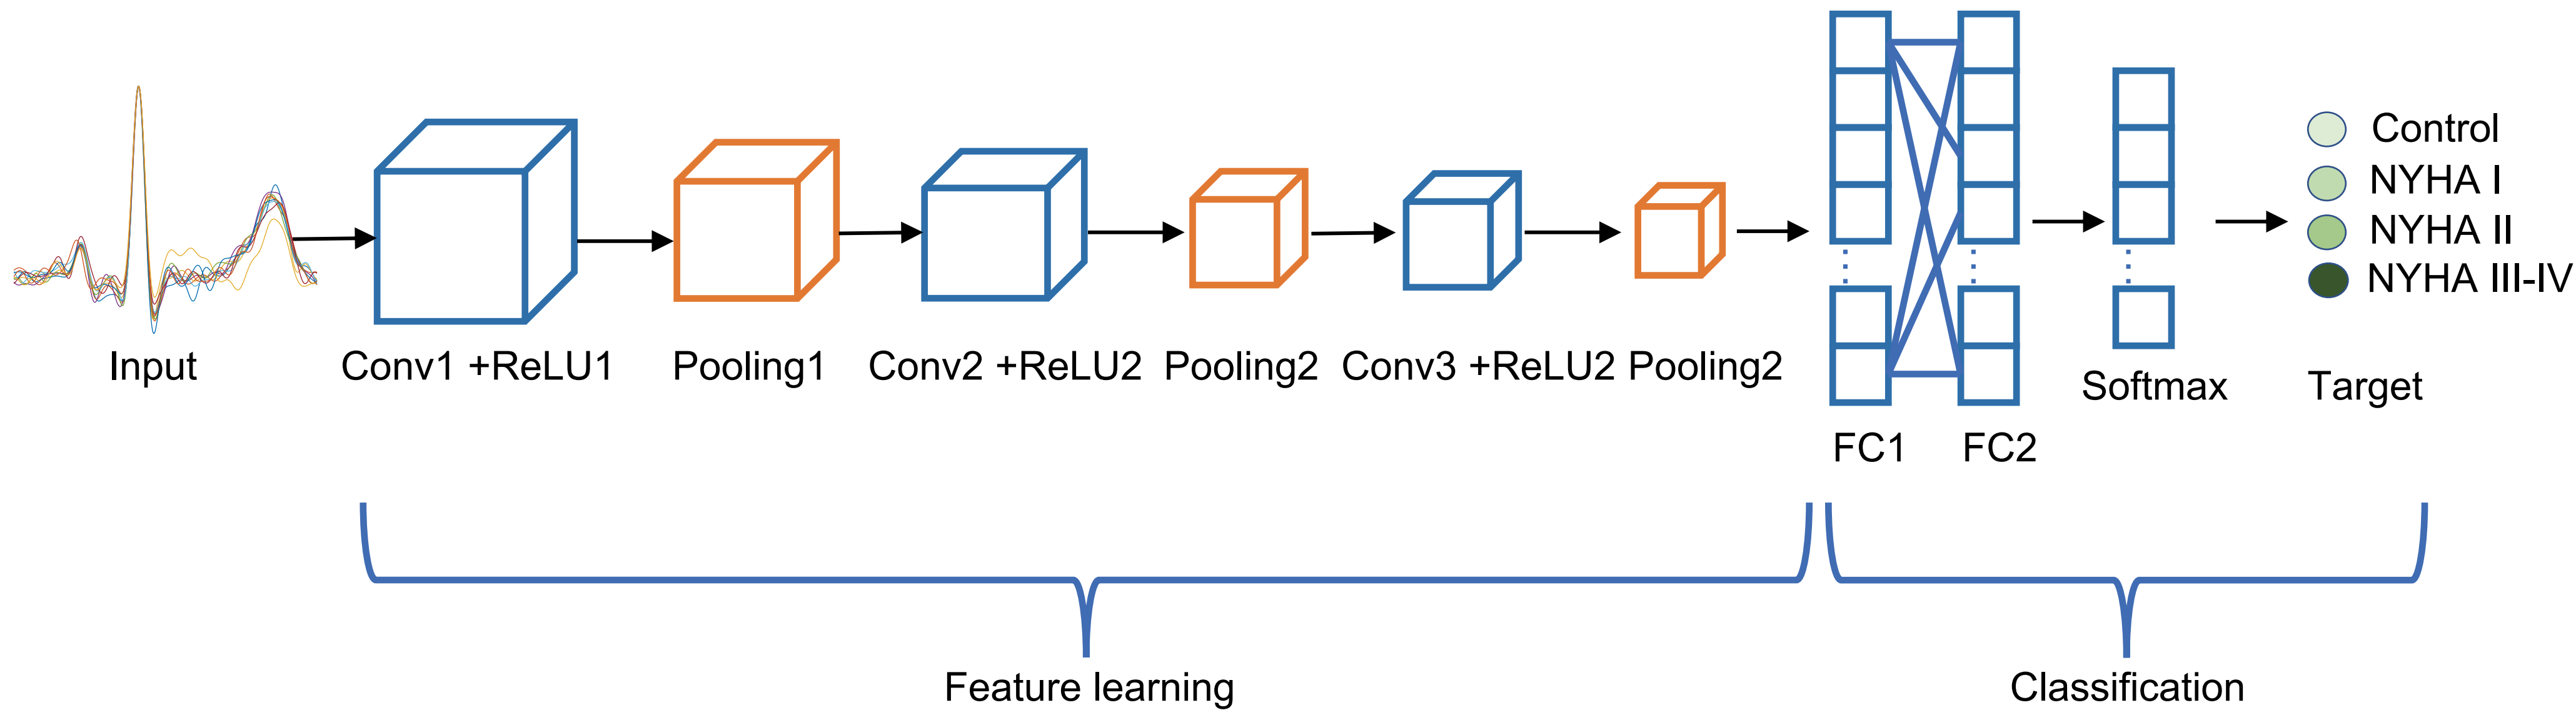 Control
NYHA I
NYHA II
NYHA III-IV
Input
Conv1 +ReLU1
Pooling1
Conv2 +ReLU2
Pooling2
Conv3 +ReLU2
Pooling2
Softmax
Target
FC1
FC2
Feature learning
Classification